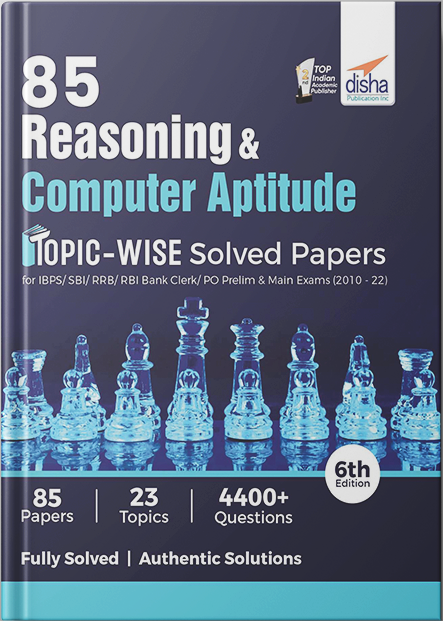 85
TOP
Indian
Academic
Publisher
disha
Publication Inc
Reasoning &
Computer Aptitude
TOPIC-WISE Solved Papers
for IBPS/ SBI/ RRB/ RBI Bank Clerk/ PO Prelim & Main Exams (2010 - 22)
6th
Edition
85 | 23 | 4400+
Papers Topics Questions
Fully Solved | Authentic Solutions